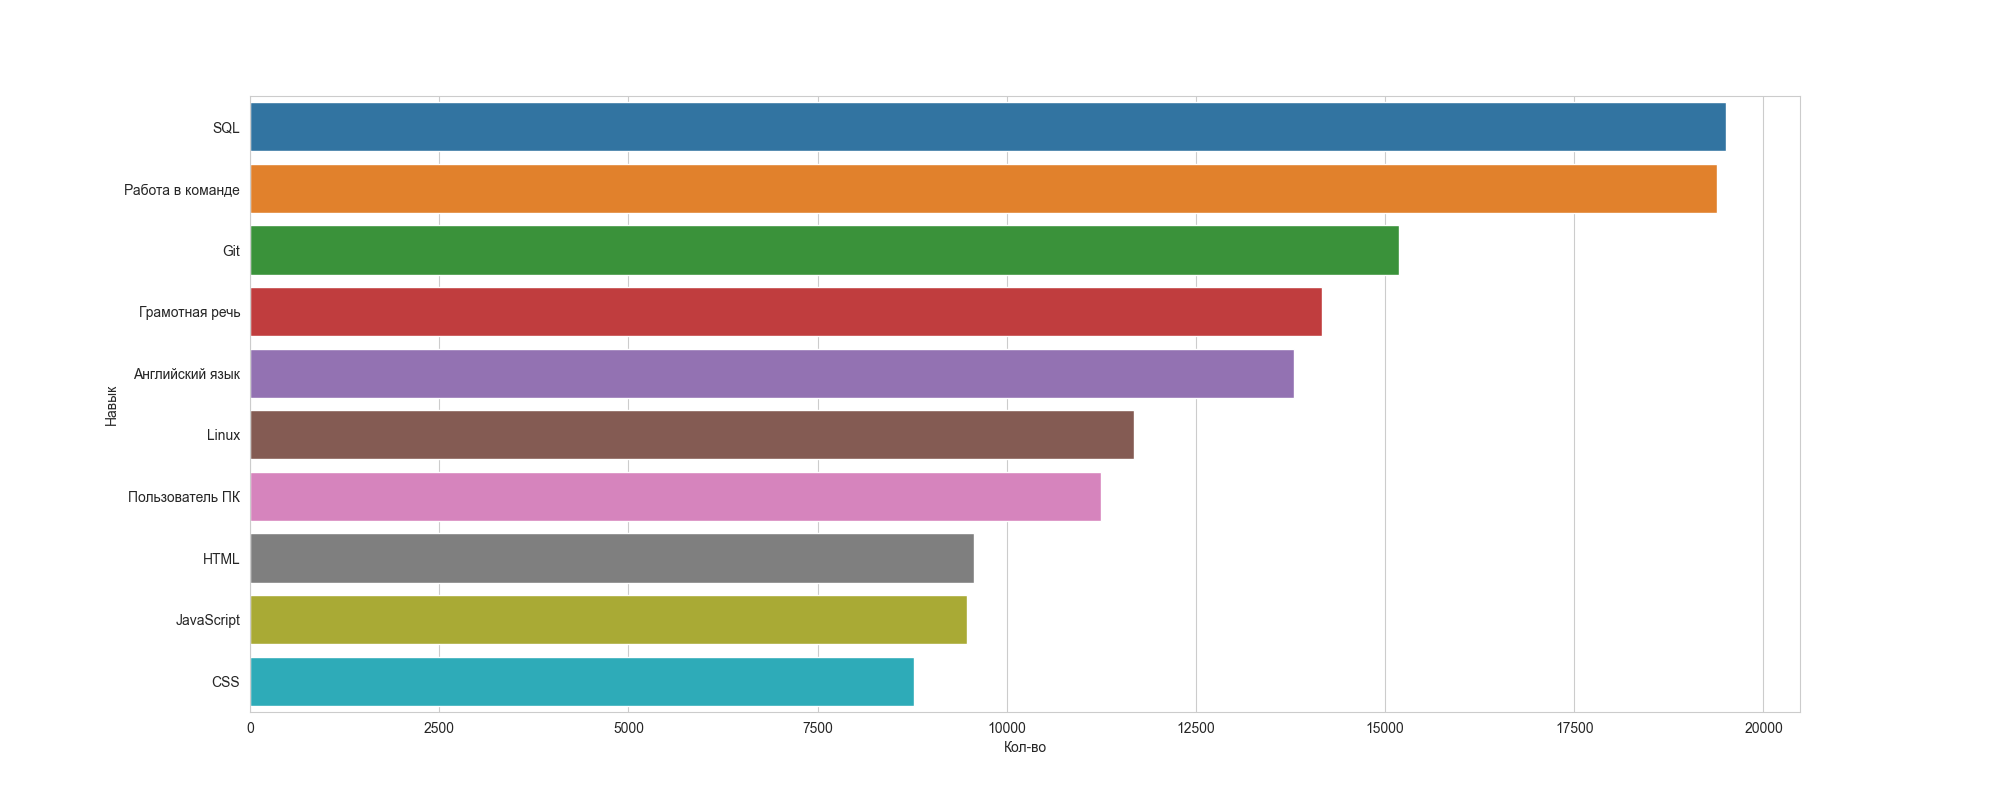 SQL
Работа в команде
Git
Грамотная речь
Английский язык
Linux
Пользователь ПК
HTML
JavaScript
CSS
Навык
0 2500 5000 7500 10000 12500 15000 17500 20000
Кол-во